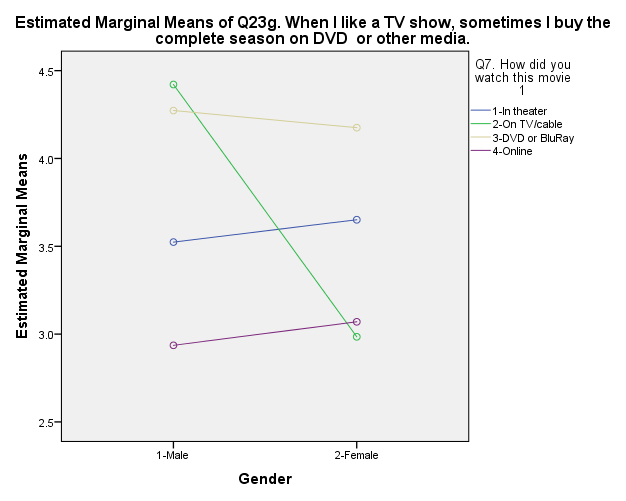 Estimated Marginal Means of Q23g. When I like a TV show, sometimes I buy the
complete season on DVD  or other media.
Q7. How did you
watch this movie
1
1-In theater
2-On TV/cable
3-DVD or BluRay
4-Online
Estimated Marginal Means
4.5
4.0
3.5
3.0
2.5
1-Male
2-Female
Gender